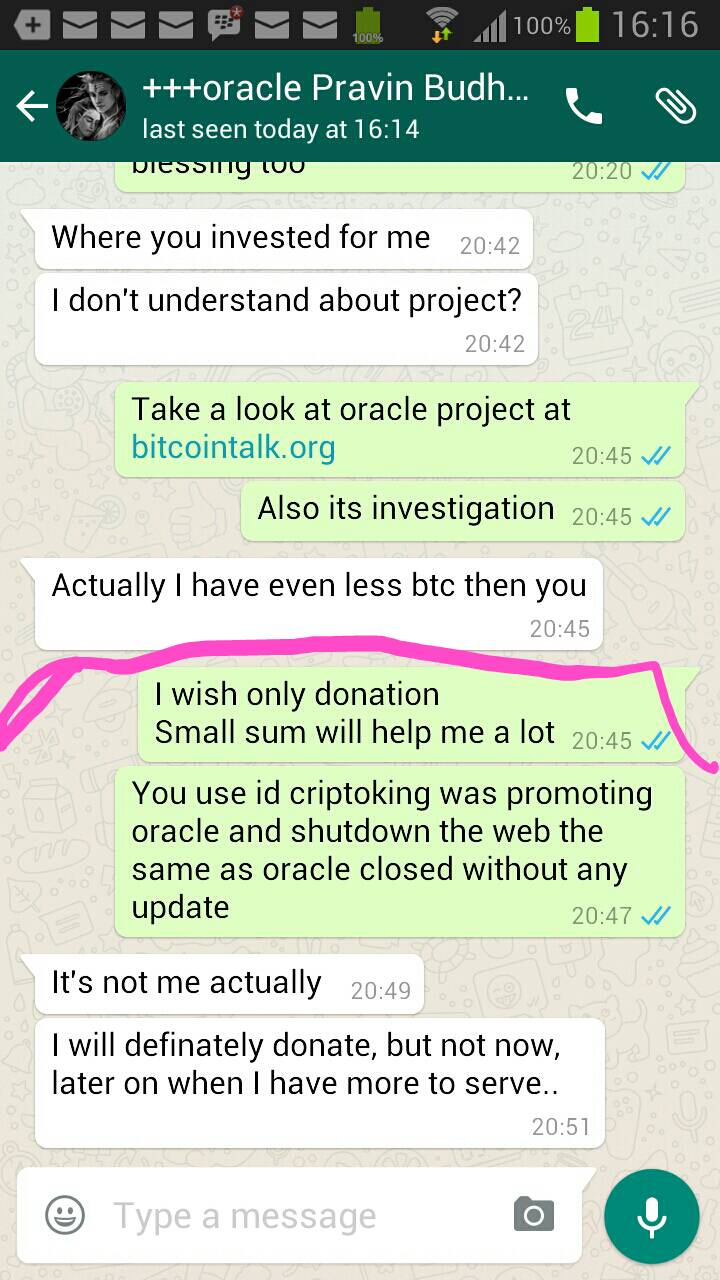 100%
100% 16:16
+++oracle Pravin Budh...
last seen today at 16:14
blessing too 20:20
Where you invested for me 20:42
I don't understand about project?
20:42
Take a look at oracle project at
bitcointalk.org 20:45
Also its investigation 20:45
Actually I have even less btc then you
20:45
I wish only donation
Small sum will help me a lot 20:45
You use id criptoking was promoting
oracle and shutdown the web the
same as oracle closed without any
update 20:47
It's not me actually 20:49
I will definately donate, but not now,
later on when I have more to serve..
20:51
Type a message